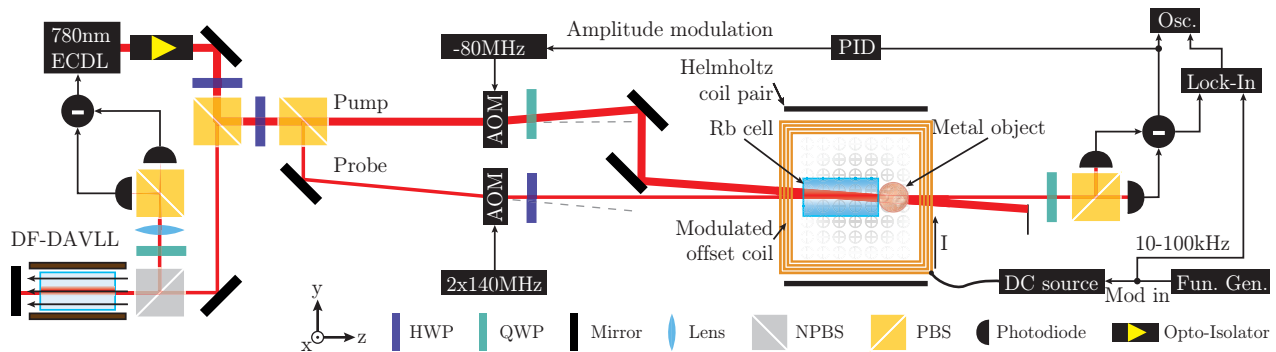 780nm
ECDL
-80MHz
Amplitude modulation
PID
Osc.
Helmholtz
coil pair
Lock-In
Pump
AOM
Rb cell
Metal object
-
-
Probe
AOM
DF-DAVLL
Modulated
offset coil
I
10-100kHz
2x140MHz
DC source
Mod in
Fun. Gen.
y
x
z
HWP
QWP
Mirror
Lens
NPBS
PBS
Photodiode
Opto-Isolator